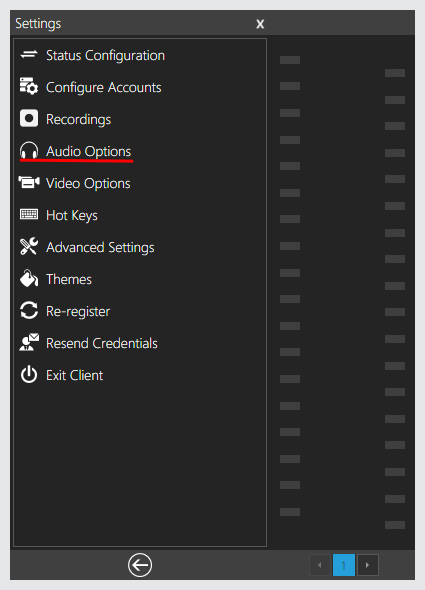 Settings x
Status Configuration
Configure Accounts
Recordings
Audio Options
Video Options
Hot Keys
Advanced Settings
Themes
Re-register
Resend Credentials
Exit Client
1